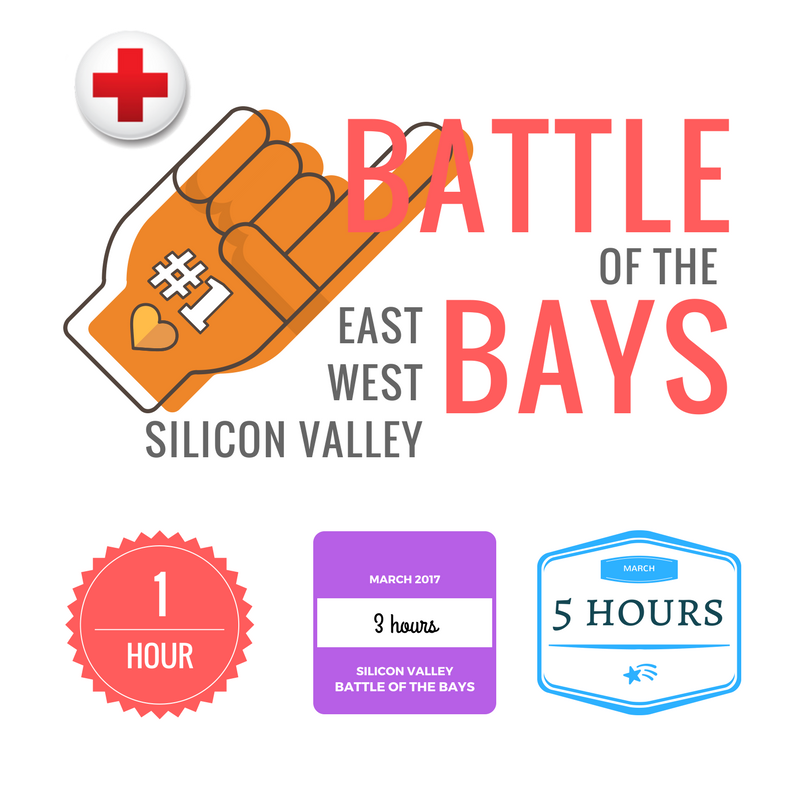 BATTLE
OF THE
BAYS
EAST
WEST
SILICON VALLEY
#1
1
HOUR
MARCH 2017
3 hours
SILICON VALLEY
BATTLE OF THE BAYS
MARCH
5 HOURS